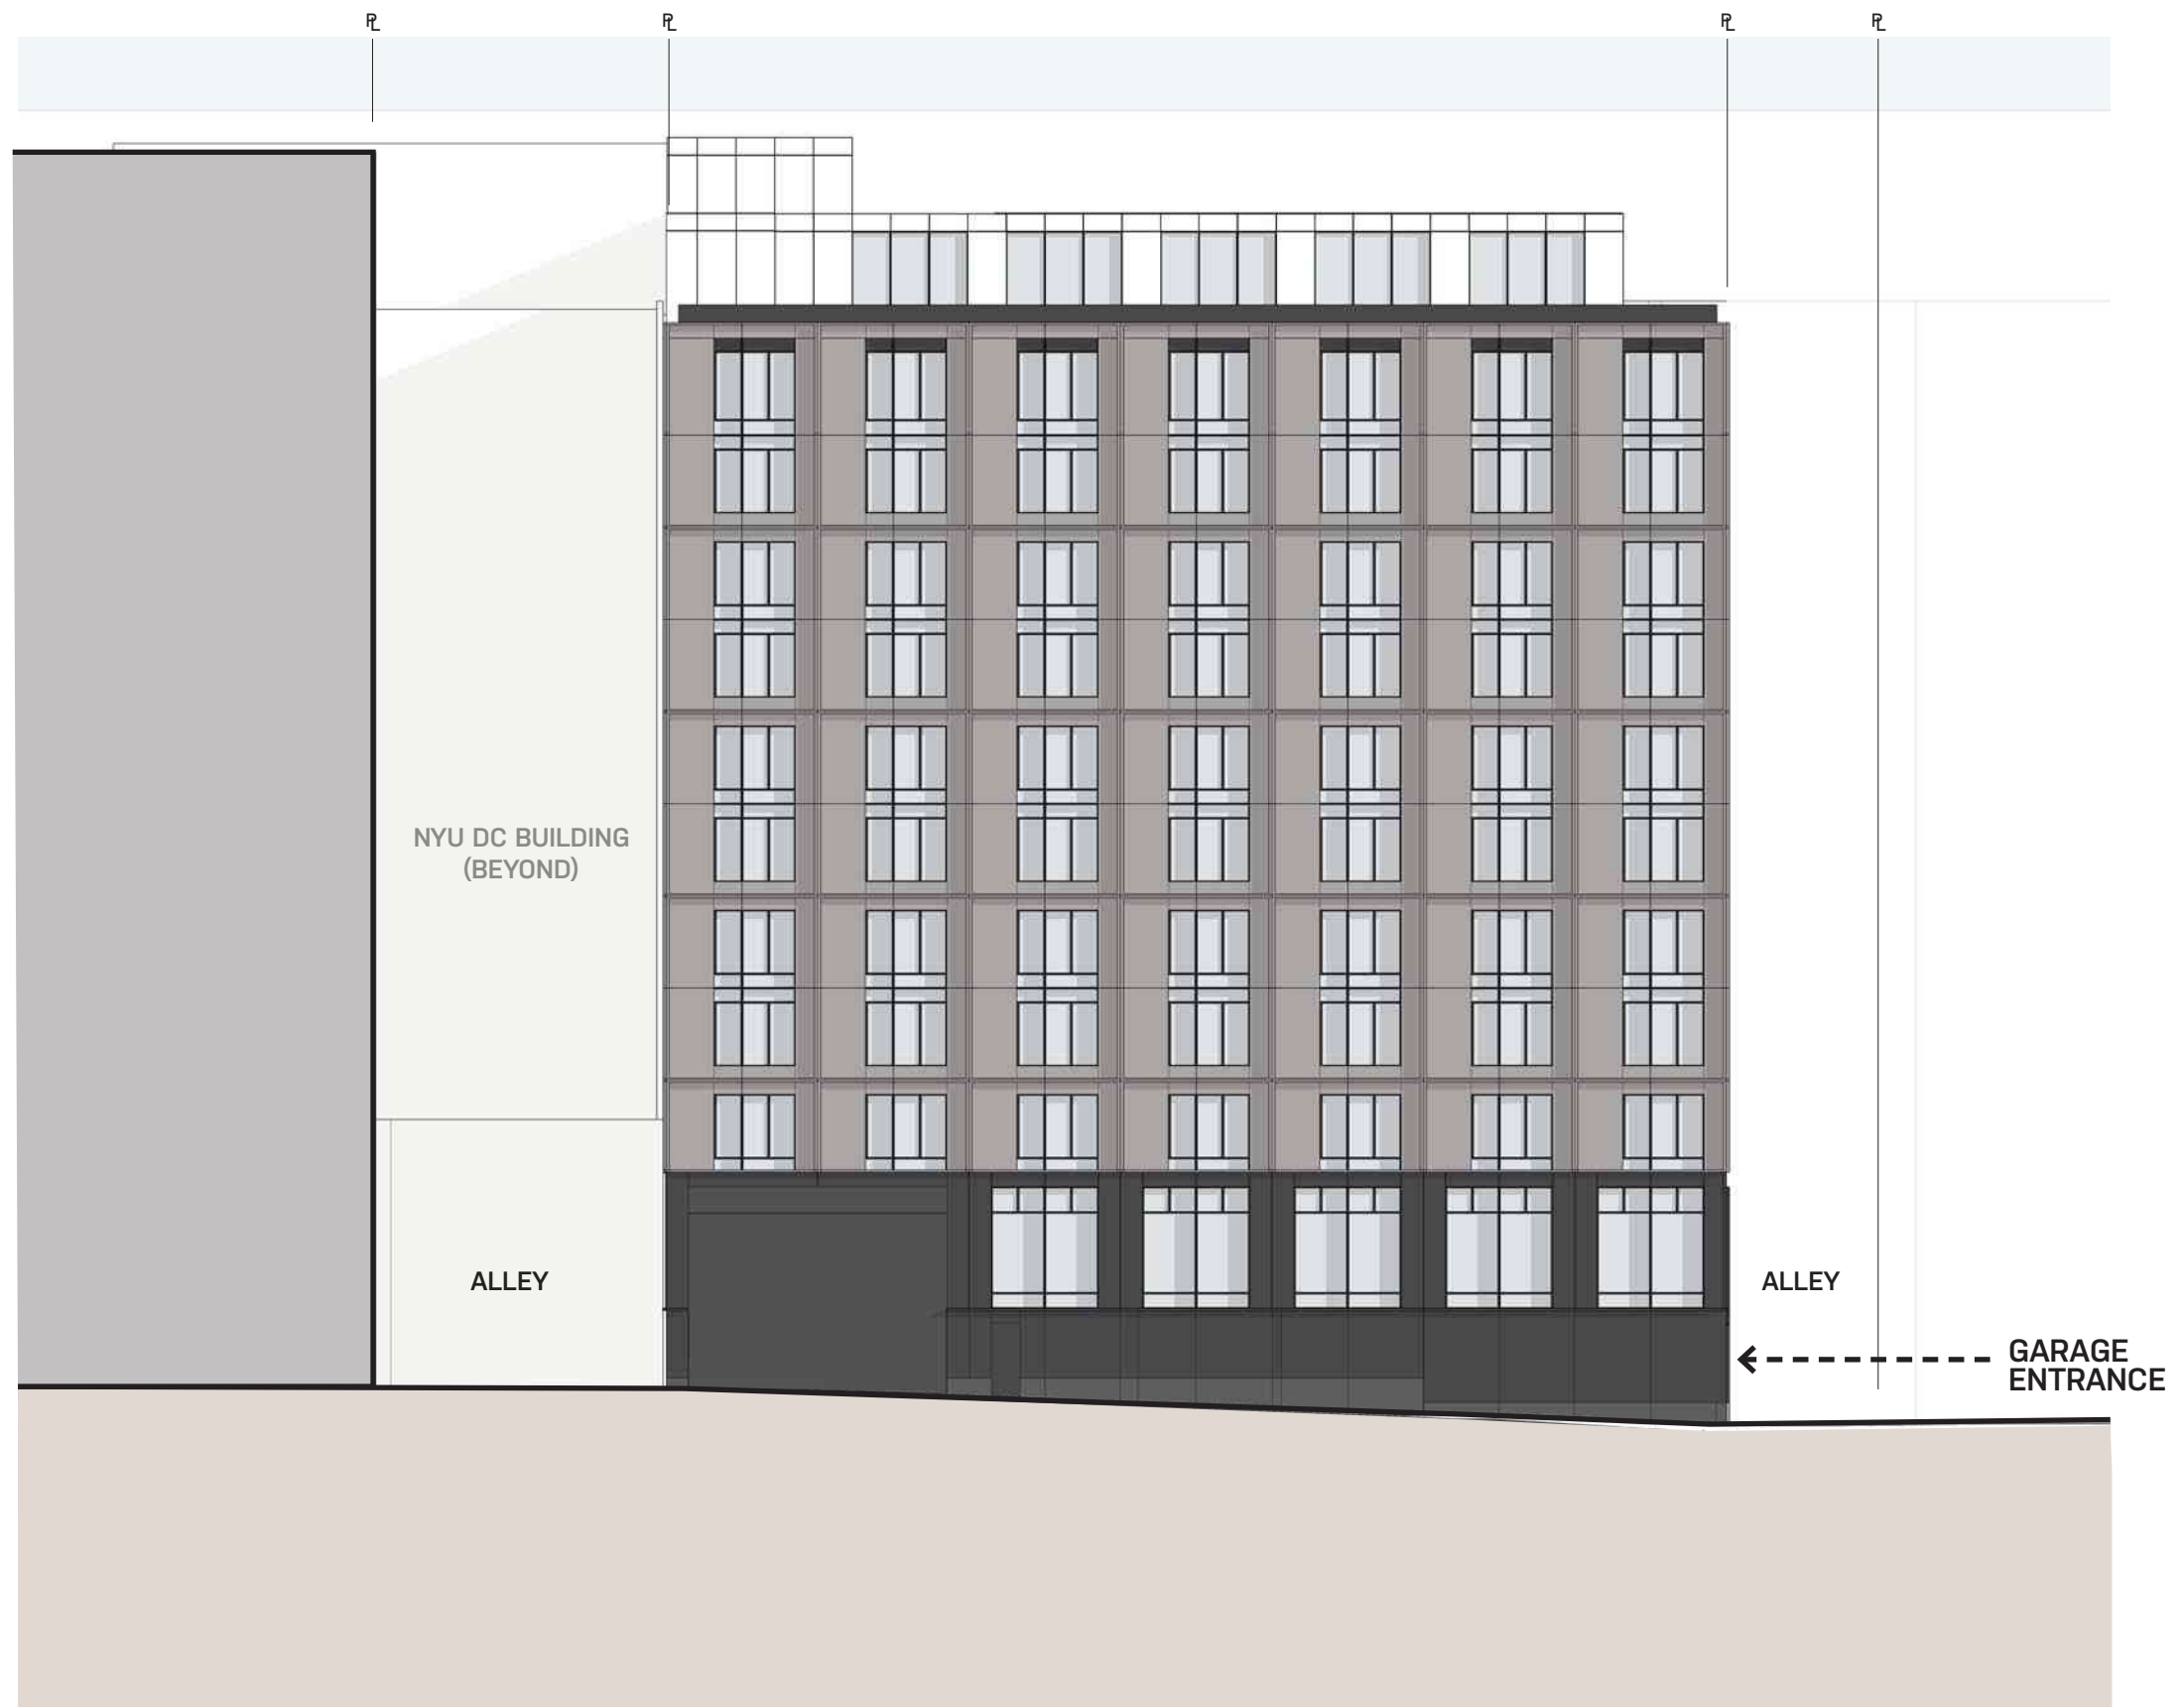 PL PL PL PL
NYU DC BUILDING
(BEYOND)
ALLEY
ALLEY
GARAGE
ENTRANCE